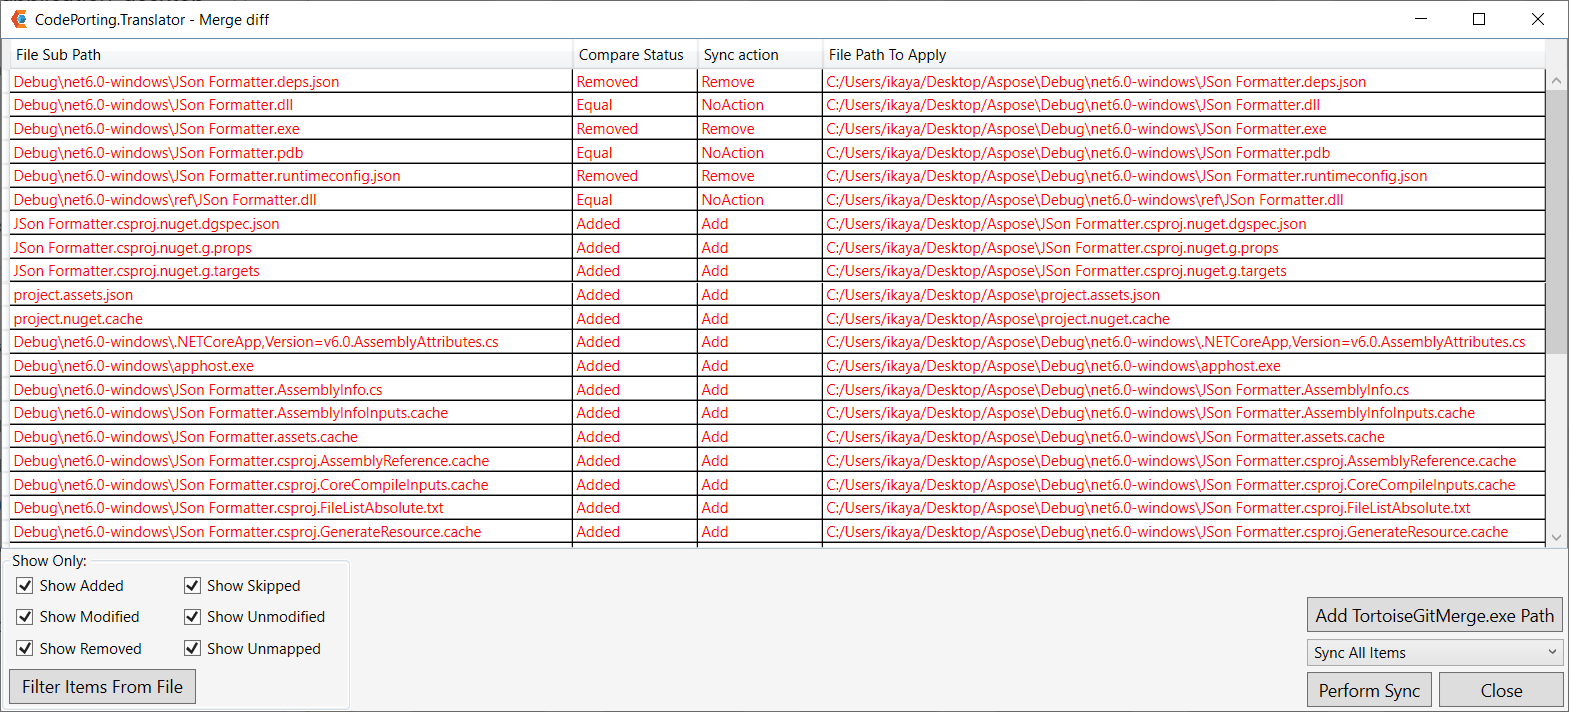 CodePorting.Translator - Merge diff
File Sub Path Compare Status Sync action File Path To Apply
Debug\net6.0-windows\JSon Formatter.deps.json Removed Remove C:/Users/ikaya/Desktop/Aspose\Debug\net6.0-windows\JSon Formatter.deps.json
Debug\net6.0-windows\JSon Formatter.dll Equal NoAction C:/Users/ikaya/Desktop/Aspose\Debug\net6.0-windows\JSon Formatter.dll
Debug\net6.0-windows\JSon Formatter.exe Removed Remove C:/Users/ikaya/Desktop/Aspose\Debug\net6.0-windows\JSon Formatter.exe
Debug\net6.0-windows\JSon Formatter.pdb Equal NoAction C:/Users/ikaya/Desktop/Aspose\Debug\net6.0-windows\JSon Formatter.pdb
Debug\net6.0-windows\JSon Formatter.runtimeconfig.json Removed Remove C:/Users/ikaya/Desktop/Aspose\Debug\net6.0-windows\JSon Formatter.runtimeconfig.json
Debug\net6.0-windows\ref\JSon Formatter.dll Equal NoAction C:/Users/ikaya/Desktop/Aspose\Debug\net6.0-windows\ref\JSon Formatter.dll
JSon Formatter.csproj.nuget.dgspec.json Added Add C:/Users/ikaya/Desktop/Aspose\JSon Formatter.csproj.nuget.dgspec.json
JSon Formatter.csproj.nuget.g.props Added Add C:/Users/ikaya/Desktop/Aspose\JSon Formatter.csproj.nuget.g.props
JSon Formatter.csproj.nuget.g.targets Added Add C:/Users/ikaya/Desktop/Aspose\JSon Formatter.csproj.nuget.g.targets
project.assets.json Added Add C:/Users/ikaya/Desktop/Aspose\project.assets.json
project.nuget.cache Added Add C:/Users/ikaya/Desktop/Aspose\project.nuget.cache
Debug\net6.0-windows\.NETCoreApp,Version=v6.0.AssemblyAttributes.cs Added Add C:/Users/ikaya/Desktop/Aspose\Debug\net6.0-windows\.NETCoreApp,Version=v6.0.AssemblyAttributes.cs
Debug\net6.0-windows\apphost.exe Added Add C:/Users/ikaya/Desktop/Aspose\Debug\net6.0-windows\apphost.exe
Debug\net6.0-windows\JSon Formatter.AssemblyInfo.cs Added Add C:/Users/ikaya/Desktop/Aspose\Debug\net6.0-windows\JSon Formatter.AssemblyInfo.cs
Debug\net6.0-windows\JSon Formatter.AssemblyInfoInputs.cache Added Add C:/Users/ikaya/Desktop/Aspose\Debug\net6.0-windows\JSon Formatter.AssemblyInfoInputs.cache
Debug\net6.0-windows\JSon Formatter.assets.cache Added Add C:/Users/ikaya/Desktop/Aspose\Debug\net6.0-windows\JSon Formatter.assets.cache
Debug\net6.0-windows\JSon Formatter.csproj.AssemblyReference.cache Added Add C:/Users/ikaya/Desktop/Aspose\Debug\net6.0-windows\JSon Formatter.csproj.AssemblyReference.cache
Debug\net6.0-windows\JSon Formatter.csproj.CoreCompileInputs.cache Added Add C:/Users/ikaya/Desktop/Aspose\Debug\net6.0-windows\JSon Formatter.csproj.CoreCompileInputs.cache
Debug\net6.0-windows\JSon Formatter.csproj.FileListAbsolute.txt Added Add C:/Users/ikaya/Desktop/Aspose\Debug\net6.0-windows\JSon Formatter.csproj.FileListAbsolute.txt
Debug\net6.0-windows\JSon Formatter.csproj.GenerateResource.cache Added Add C:/Users/ikaya/Desktop/Aspose\Debug\net6.0-windows\JSon Formatter.csproj.GenerateResource.cache
Show Only:
Show Added Show Skipped
Show Modified Show Unmodified
Show Removed Show Unmapped
Filter Items From File
Add TortoiseGitMerge.exe Path
Sync All Items
Perform Sync Close